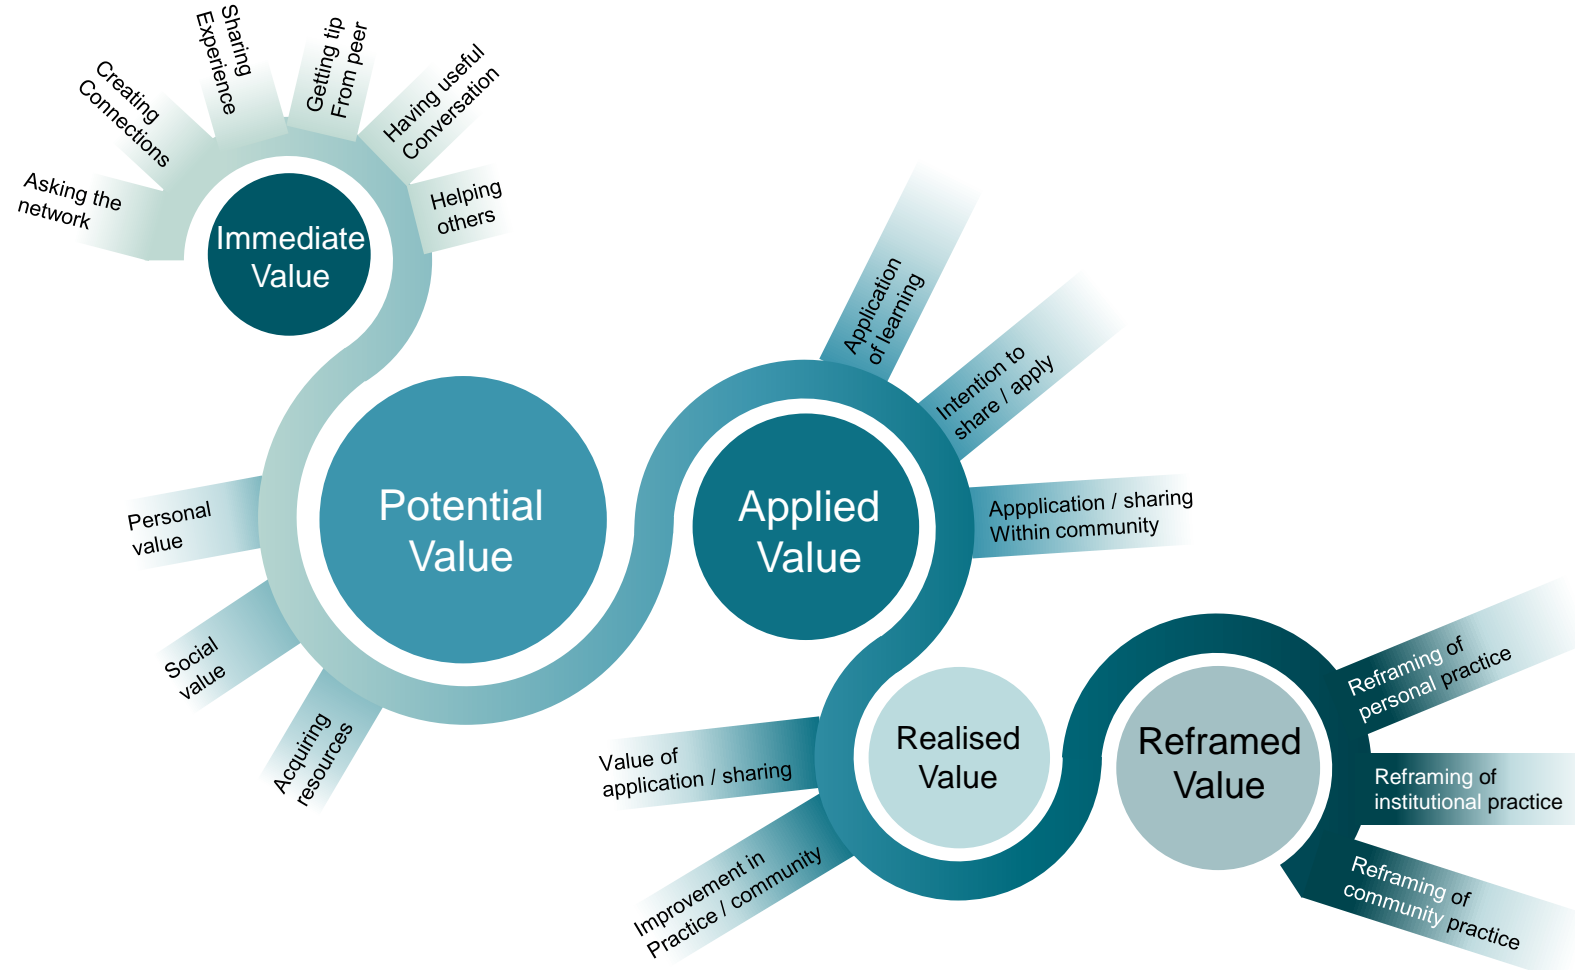 Asking the
network
Creating
Connections
Sharing
Experience
Getting tip
From peer
Having useful
Conversation
Helping
others
Immediate
Value
Personal
value
Social
value
Acquiring
resources
Potential
Value
Application
of learning
Intention to
share / apply
Appplication / sharing
Within community
Applied
Value
Value of
application / sharing
Improvement in
Practice / community
Realised
Value
Reframed
Value
Reframing of
personal practice
Reframing of
institutional practice
Reframing of
community practice